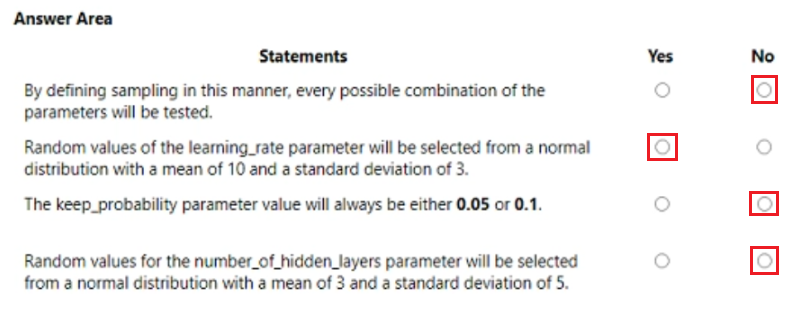 Answer Area
Statements Yes No
By defining sampling in this manner, every possible combination of the
parameters will be tested.
Random values of the learning_rate parameter will be selected from a normal
distribution with a mean of 10 and a standard deviation of 3.
The keep_probability parameter value will always be either 0.05 or 0.1.
Random values for the number_of_hidden_layers parameter will be selected
from a normal distribution with a mean of 3 and a standard deviation of 5.